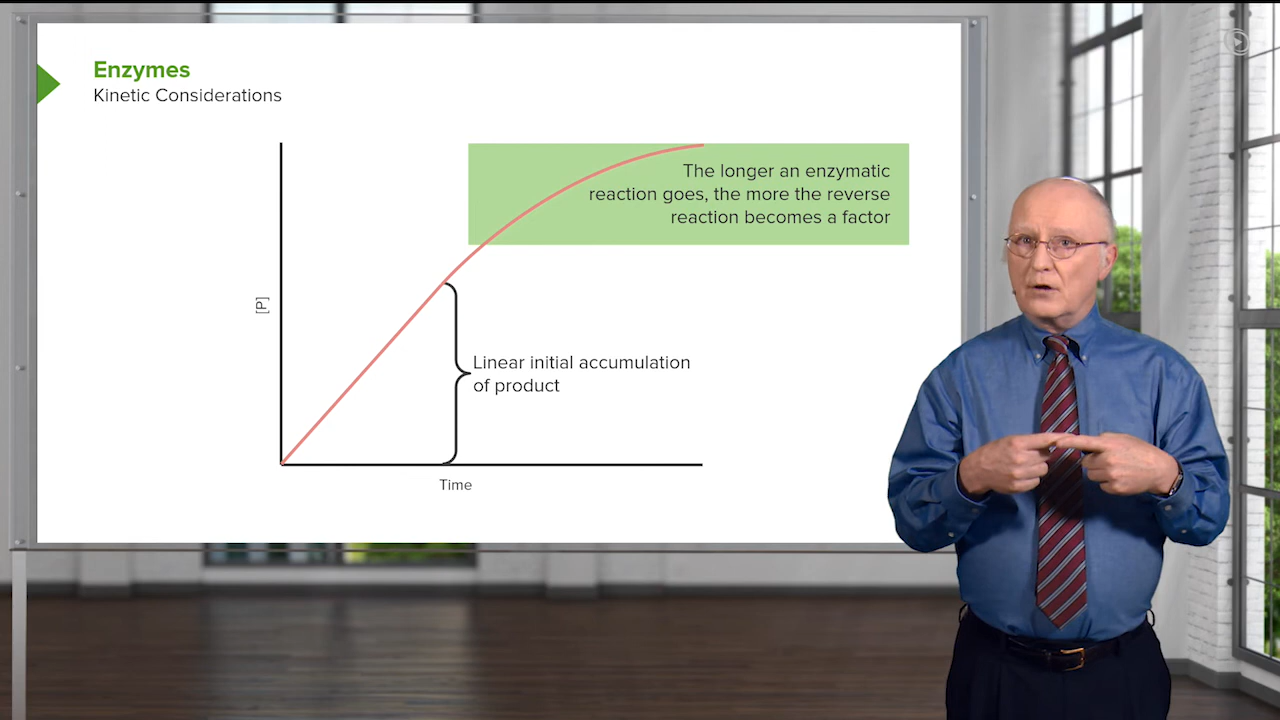 Enzymes
Kinetic Considerations
The longer an enzymatic
reaction goes, the more the reverse
reaction becomes a factor
[P]
Linear initial accumulation
of product
Time